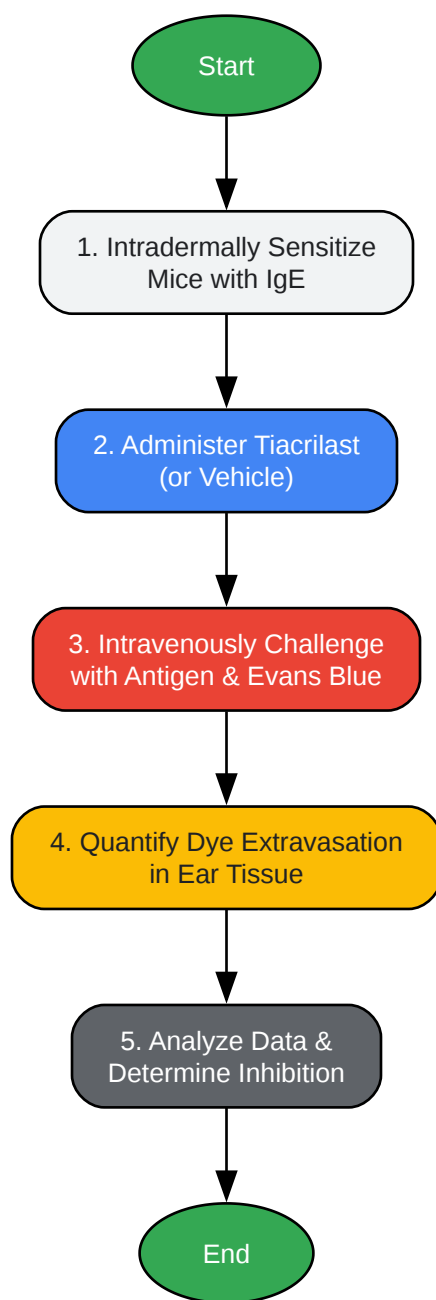 Start
1. Intradermally Sensitize
Mice with IgE
2. Administer Tiacrilast
(or Vehicle)
3. Intravenously Challenge
with Antigen & Evans Blue
4. Quantify Dye Extravasation
in Ear Tissue
5. Analyze Data &
Determine Inhibition
End